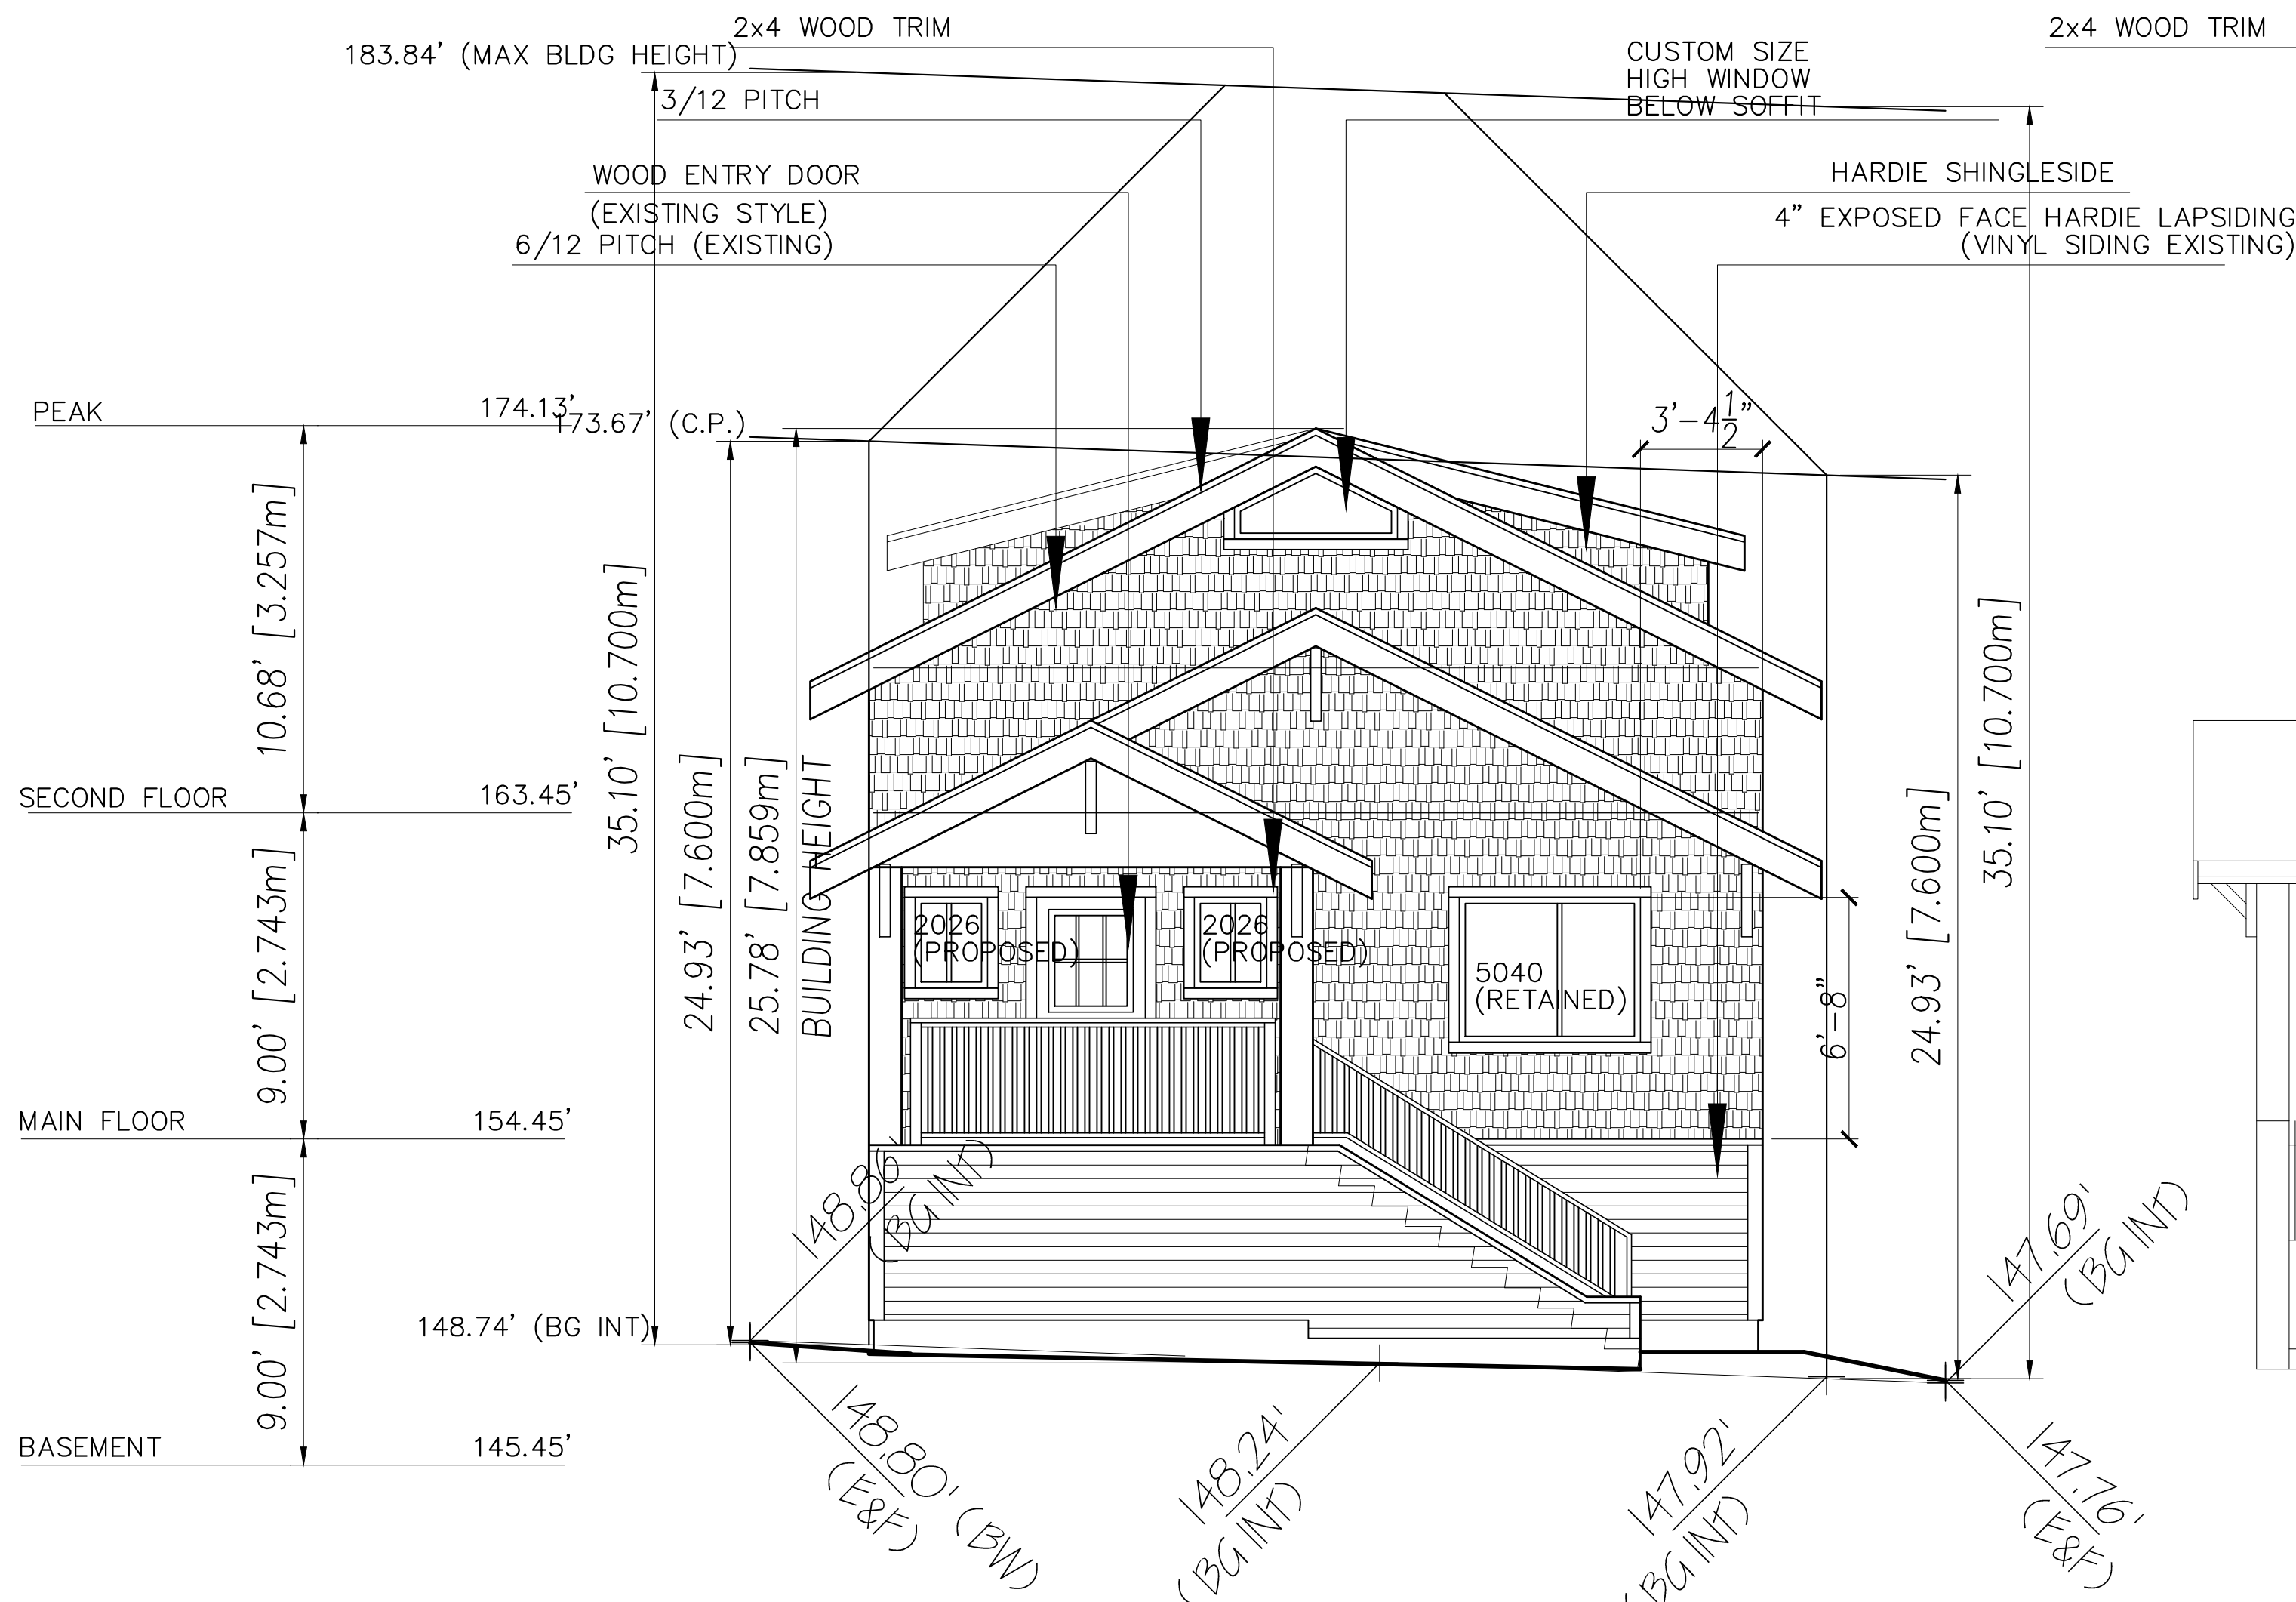 2x4 WOOD TRIM
2x4 WOOD TRIM
183.84' (MAX BLDG HEIGHT)
CUSTOM SIZE
HIGH WINDOW
BELOW SOFFIT
3/12 PITCH
WOOD ENTRY DOOR
(EXISTING STYLE)
6/12 PITCH (EXISTING)
HARDIE SHINGLESIDE
4" EXPOSED FACE HARDIE LAPSIDING
(VINYL SIDING EXISTING)
PEAK
174.13'
173.67' (C.P.)
3'-4 1/2"
10.68' [3.257m]
35.10' [10.700m]
35.10' [10.700m]
SECOND FLOOR
163.45'
24.93' [7.600m]
25.78' [7.859m]
BUILDING HEIGHT
24.93' [7.600m]
9.00' [2.743m]
2026
(PROPOSED)
2026
(PROPOSED)
5040
(RETAINED)
6'-8"
MAIN FLOOR
154.45'
9.00' [2.743m]
148.86'
(BG INT)
147.69'
(BG INT)
148.74' (BG INT)
BASEMENT
145.45'
148.80' (BW)
(E&F)
148.24'
(BG INT)
147.92'
(BG INT)
147.76'
(E&F)